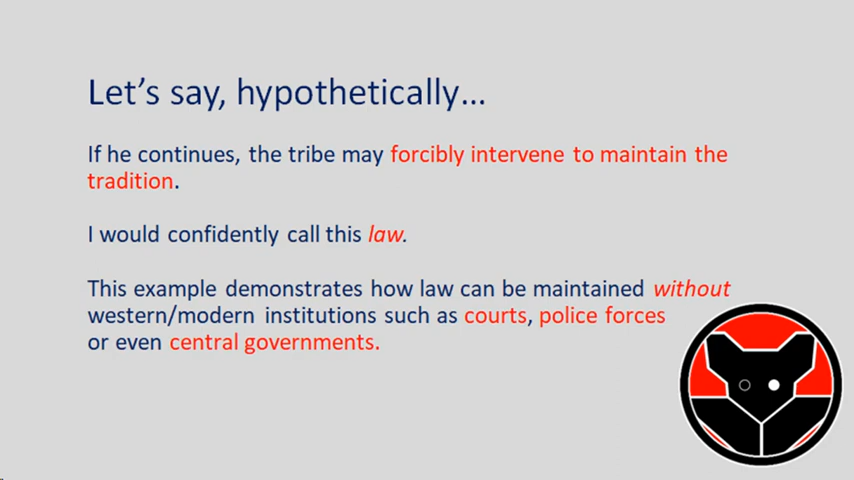 Let’s say, hypothetically…
If he continues, the tribe may forcibly intervene to maintain the
tradition.
I would confidently call this law.
This example demonstrates how law can be maintained without
western/modern institutions such as courts, police forces
or even central governments.